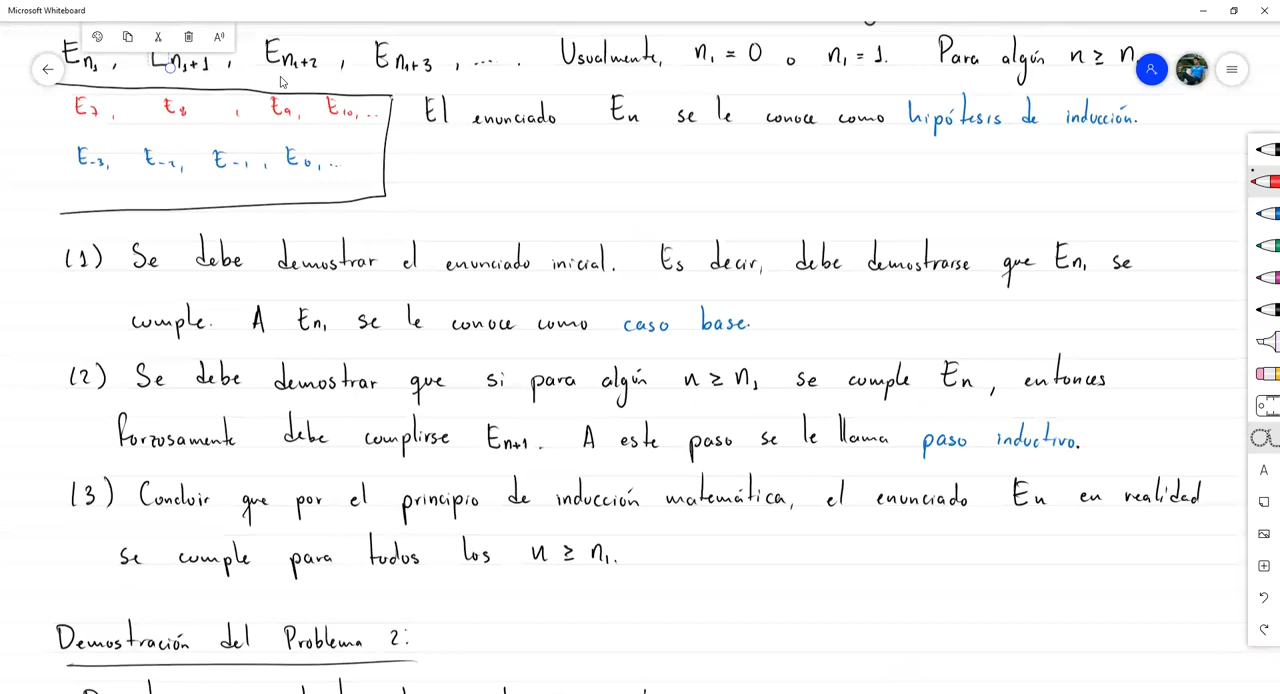 Microsoft Whiteboard
En₁, En₁+1, En₁+2, En₁+3, .... Usualmente, n₁ = 0 o n₁ = 1. Para algún n ≥ n₁
E₇, E₈, E₉, E₁₀, ... El enunciado En se le conoce como hipótesis de inducción.
E₋₃, E₋₂, E₋₁, E₀, ...
(1) Se debe demostrar el enunciado inicial. Es decir, debe demostrarse que En₁ se
cumple. A En₁ se le conoce como caso base.
(2) Se debe demostrar que si para algún n ≥ n₁ se cumple En, entonces
forzosamente debe cumplirse En+1. A este paso se le llama paso inductivo.
(3) Concluir que por el principio de inducción matemática, el enunciado En en realidad
se cumple para todos los n ≥ n₁.
Demostración del Problema 2: